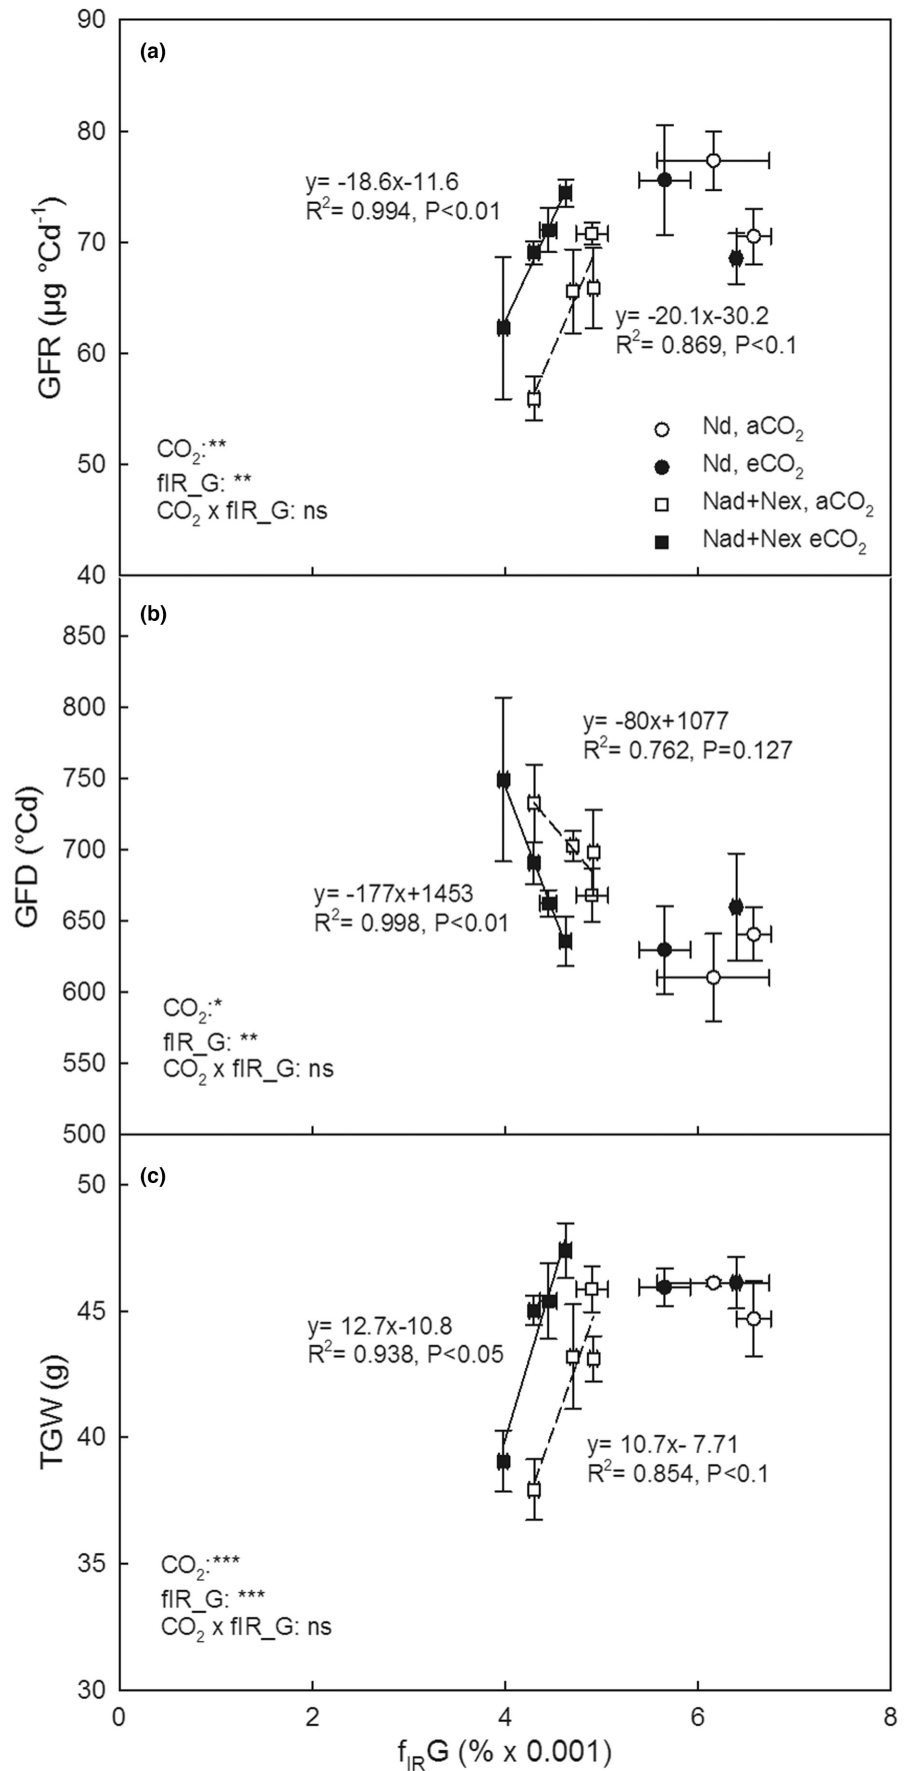 (a)
90
80
70
60
50
40
GFR (µg °Cd⁻¹)
y= -18.6x-11.6
R²= 0.994, P<0.01
y= -20.1x-30.2
R²= 0.869, P<0.1
Nd, aCO₂
Nd, eCO₂
Nad+Nex, aCO₂
Nad+Nex eCO₂
CO₂:**
fIR_G: **
CO₂ x fIR_G: ns
(b)
850
800
750
700
650
600
550
500
GFD (°Cd)
y= -80x+1077
R²= 0.762, P=0.127
y= -177x+1453
R²= 0.998, P<0.01
CO₂:*
fIR_G: **
CO₂ x fIR_G: ns
(c)
50
45
40
35
30
TGW (g)
y= 12.7x-10.8
R²= 0.938, P<0.05
y= 10.7x- 7.71
R²= 0.854, P<0.1
CO₂:***
fIR_G: ***
CO₂ x fIR_G: ns
0 2 4 6 8
f_IRG (% x 0.001)